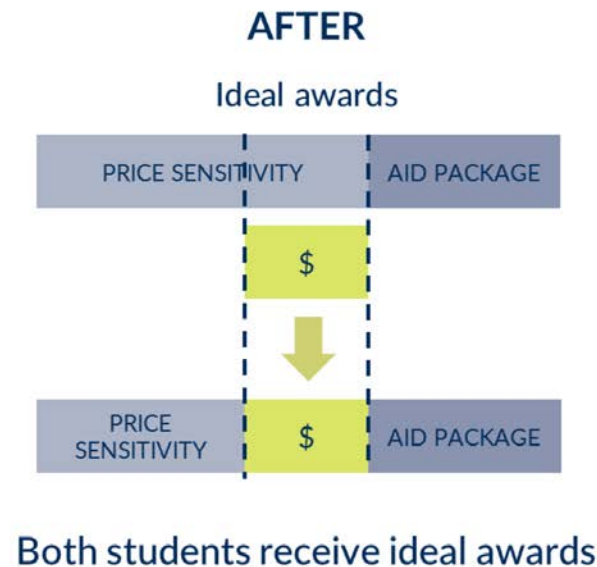 AFTER
Ideal awards
PRICE SENSITIVITY AID PACKAGE
$
PRICE
SENSITIVITY
$
AID PACKAGE
Both students receive ideal awards